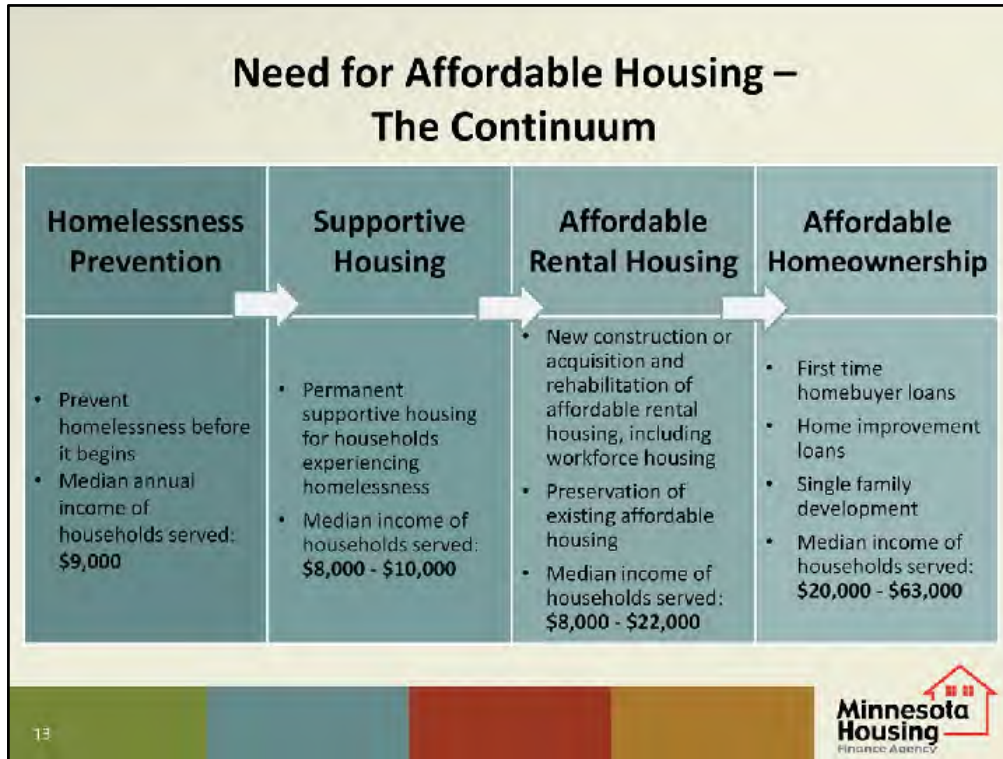 Need for Affordable Housing –
The Continuum
Homelessness
Prevention
Supportive
Housing
Affordable
Rental Housing
Affordable
Homeownership
• Prevent
homelessness before
it begins
• Median annual
income of
households served:
$9,000
• Permanent
supportive housing
for households
experiencing
homelessness
• Median income of
households served:
$8,000 - $10,000
• New construction or
acquisition and
rehabilitation of
affordable rental
housing, including
workforce housing
• Preservation of
existing affordable
housing
• Median income of
households served:
$8,000 - $22,000
• First time
homebuyer loans
• Home improvement
loans
• Single family
development
• Median income of
households served:
$20,000 - $63,000
13
Minnesota
Housing
Finance Agency